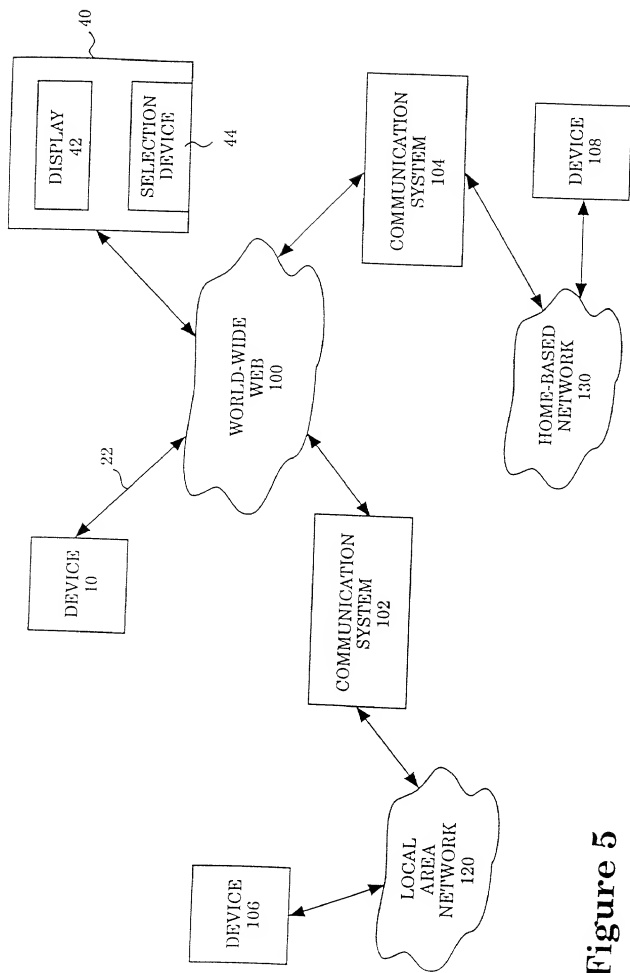 40
DISPLAY
42
SELECTION
DEVICE
44
DEVICE
10
22
DEVICE
106
WORLD-WIDE
WEB
100
COMMUNICATION
SYSTEM
102
COMMUNICATION
SYSTEM
104
LOCAL
AREA
NETWORK
120
HOME-BASED
NETWORK
130
DEVICE
108
Figure 5